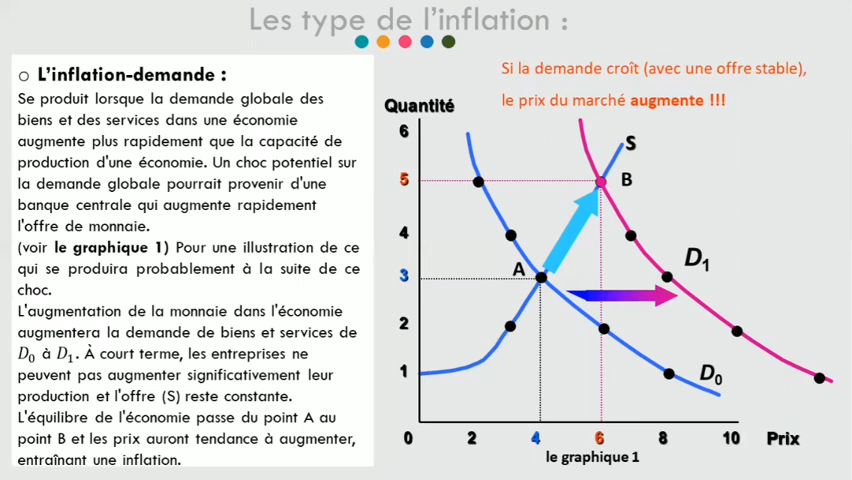 Les type de l'inflation :
○ L'inflation-demande :
Se produit lorsque la demande globale des
biens et des services dans une économie
augmente plus rapidement que la capacité de
production d'une économie. Un choc potentiel sur
la demande globale pourrait provenir d'une
banque centrale qui augmente rapidement
l'offre de monnaie.
(voir le graphique 1) Pour une illustration de ce
qui se produira probablement à la suite de ce
choc.
L'augmentation de la monnaie dans l'économie
augmentera la demande de biens et services de
D₀ à D₁. À court terme, les entreprises ne
peuvent pas augmenter significativement leur
production et l'offre (S) reste constante.
L'équilibre de l'économie passe du point A au
point B et les prix auront tendance à augmenter,
entraînant une inflation.
Si la demande croît (avec une offre stable),
le prix du marché augmente !!!
Quantité
6
5
4
3
2
1
S
B
A
D₁
D₀
0 2 4 6 8 10 Prix
le graphique 1